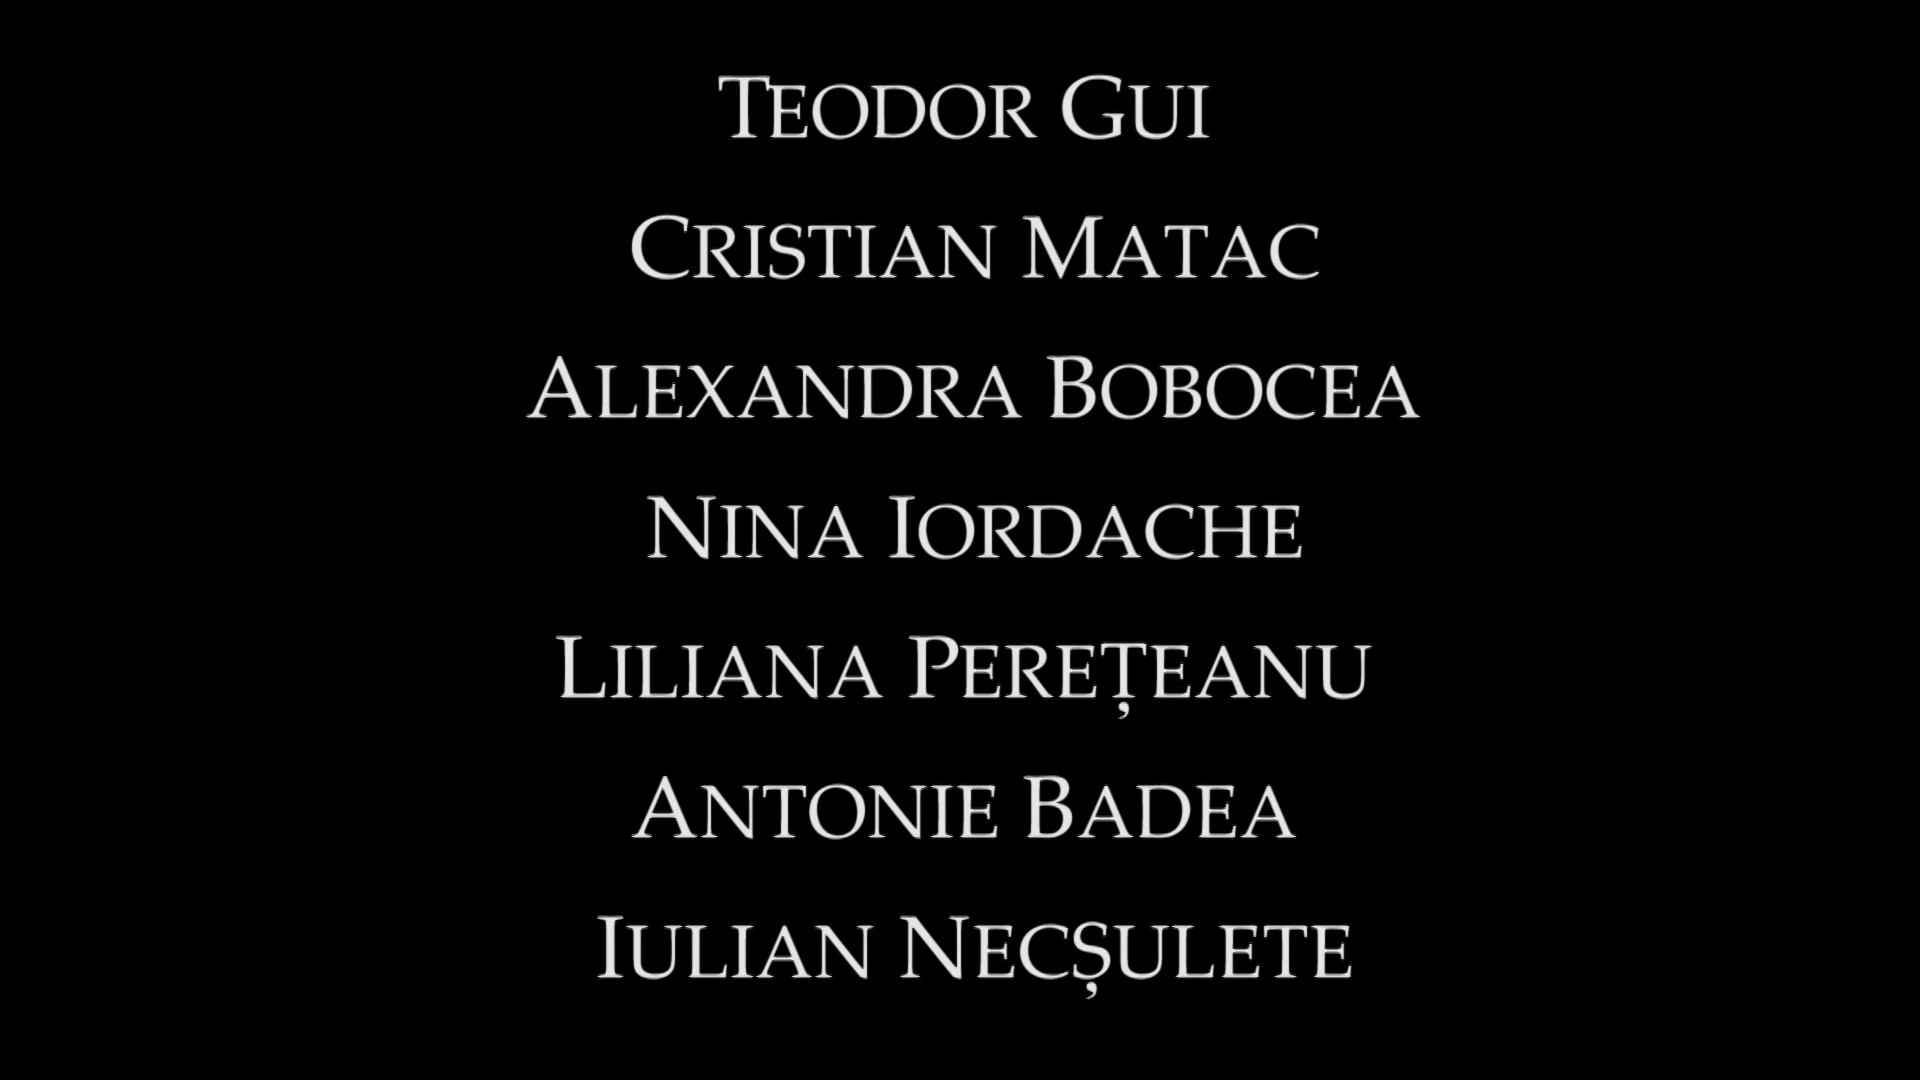 Teodor Gui
Cristian Matac
Alexandra Bobocea
Nina Iordache
Liliana Perețeanu
Antonie Badea
Iulian Necșulete